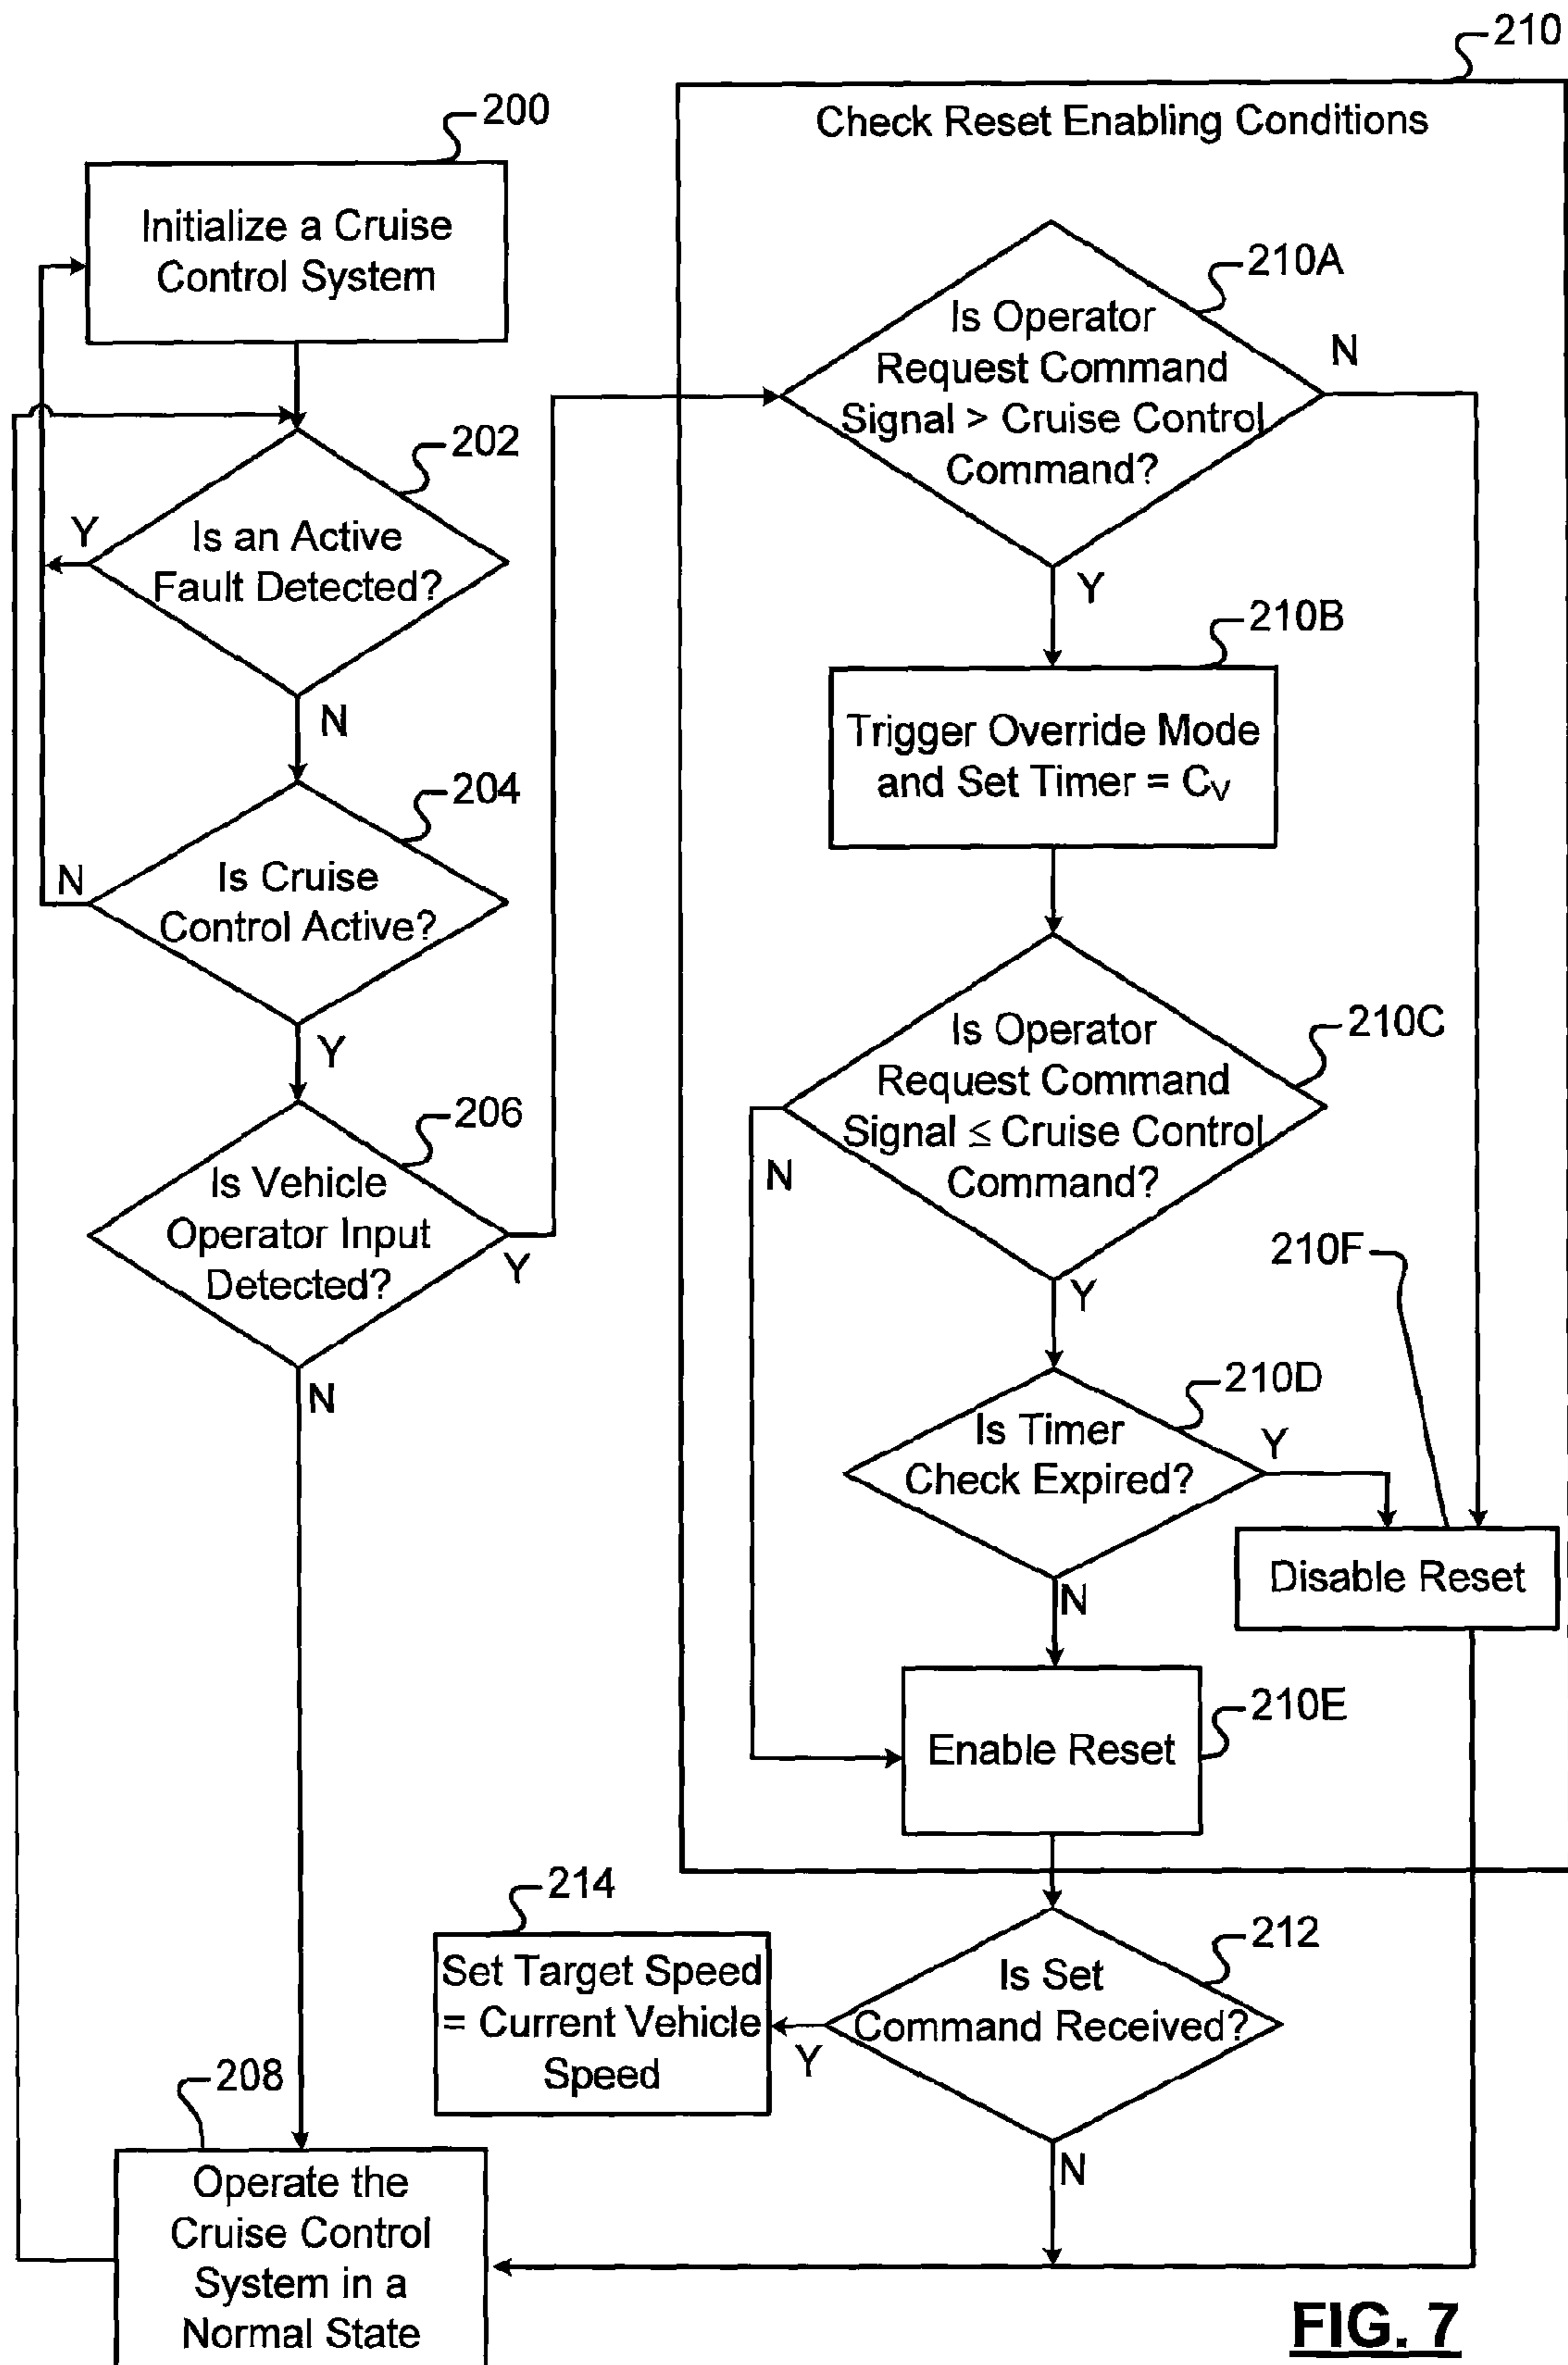 200
Initialize a Cruise
Control System
202
Is an Active
Fault Detected?
Y
N
204
Is Cruise
Control Active?
N
Y
206
Is Vehicle
Operator Input
Detected?
Y
N
208
Operate the
Cruise Control
System in a
Normal State
210
Check Reset Enabling Conditions
210A
Is Operator
Request Command
Signal > Cruise Control
Command?
N
Y
210B
Trigger Override Mode
and Set Timer = CV
210C
Is Operator
Request Command
Signal ≤ Cruise Control
Command?
N
Y
210D
Is Timer
Check Expired?
Y
N
210F
Disable Reset
210E
Enable Reset
212
Is Set
Command Received?
Y
N
214
Set Target Speed
= Current Vehicle
Speed
FIG. 7